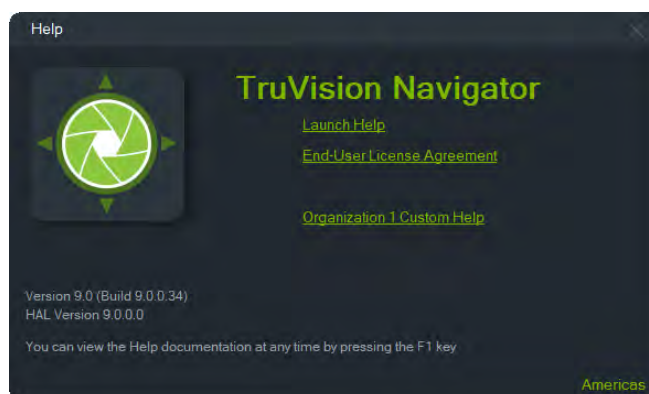 Help
TruVision Navigator
Launch Help
End-User License Agreement
Organization 1 Custom Help
Version 9.0 (Build 9.0.0.34)
HAL Version 9.0.0.0
You can view the Help documentation at any time by pressing the F1 key
Americas